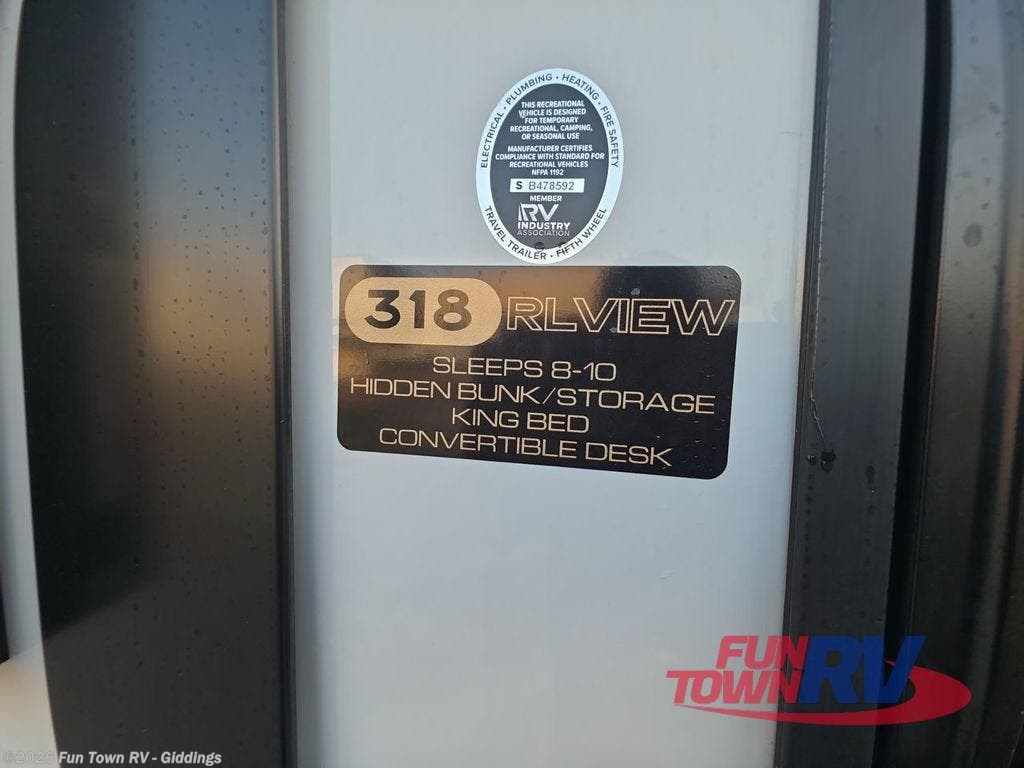 ELECTRICAL • PLUMBING • HEATING • FIRE SAFETY
THIS RECREATIONAL
VEHICLE IS DESIGNED
FOR TEMPORARY
RECREATIONAL, CAMPING,
OR SEASONAL USE
MANUFACTURER CERTIFIES
COMPLIANCE WITH STANDARD FOR
RECREATIONAL VEHICLES
NFPA 1192
S B478592
MEMBER
RV
INDUSTRY
ASSOCIATION
TRAVEL TRAILER • FIFTH WHEEL
318 RLVIEW
SLEEPS 8-10
HIDDEN BUNK/STORAGE
KING BED
CONVERTIBLE DESK
FUN
TOWN RV
©2026 Fun Town RV - Giddings